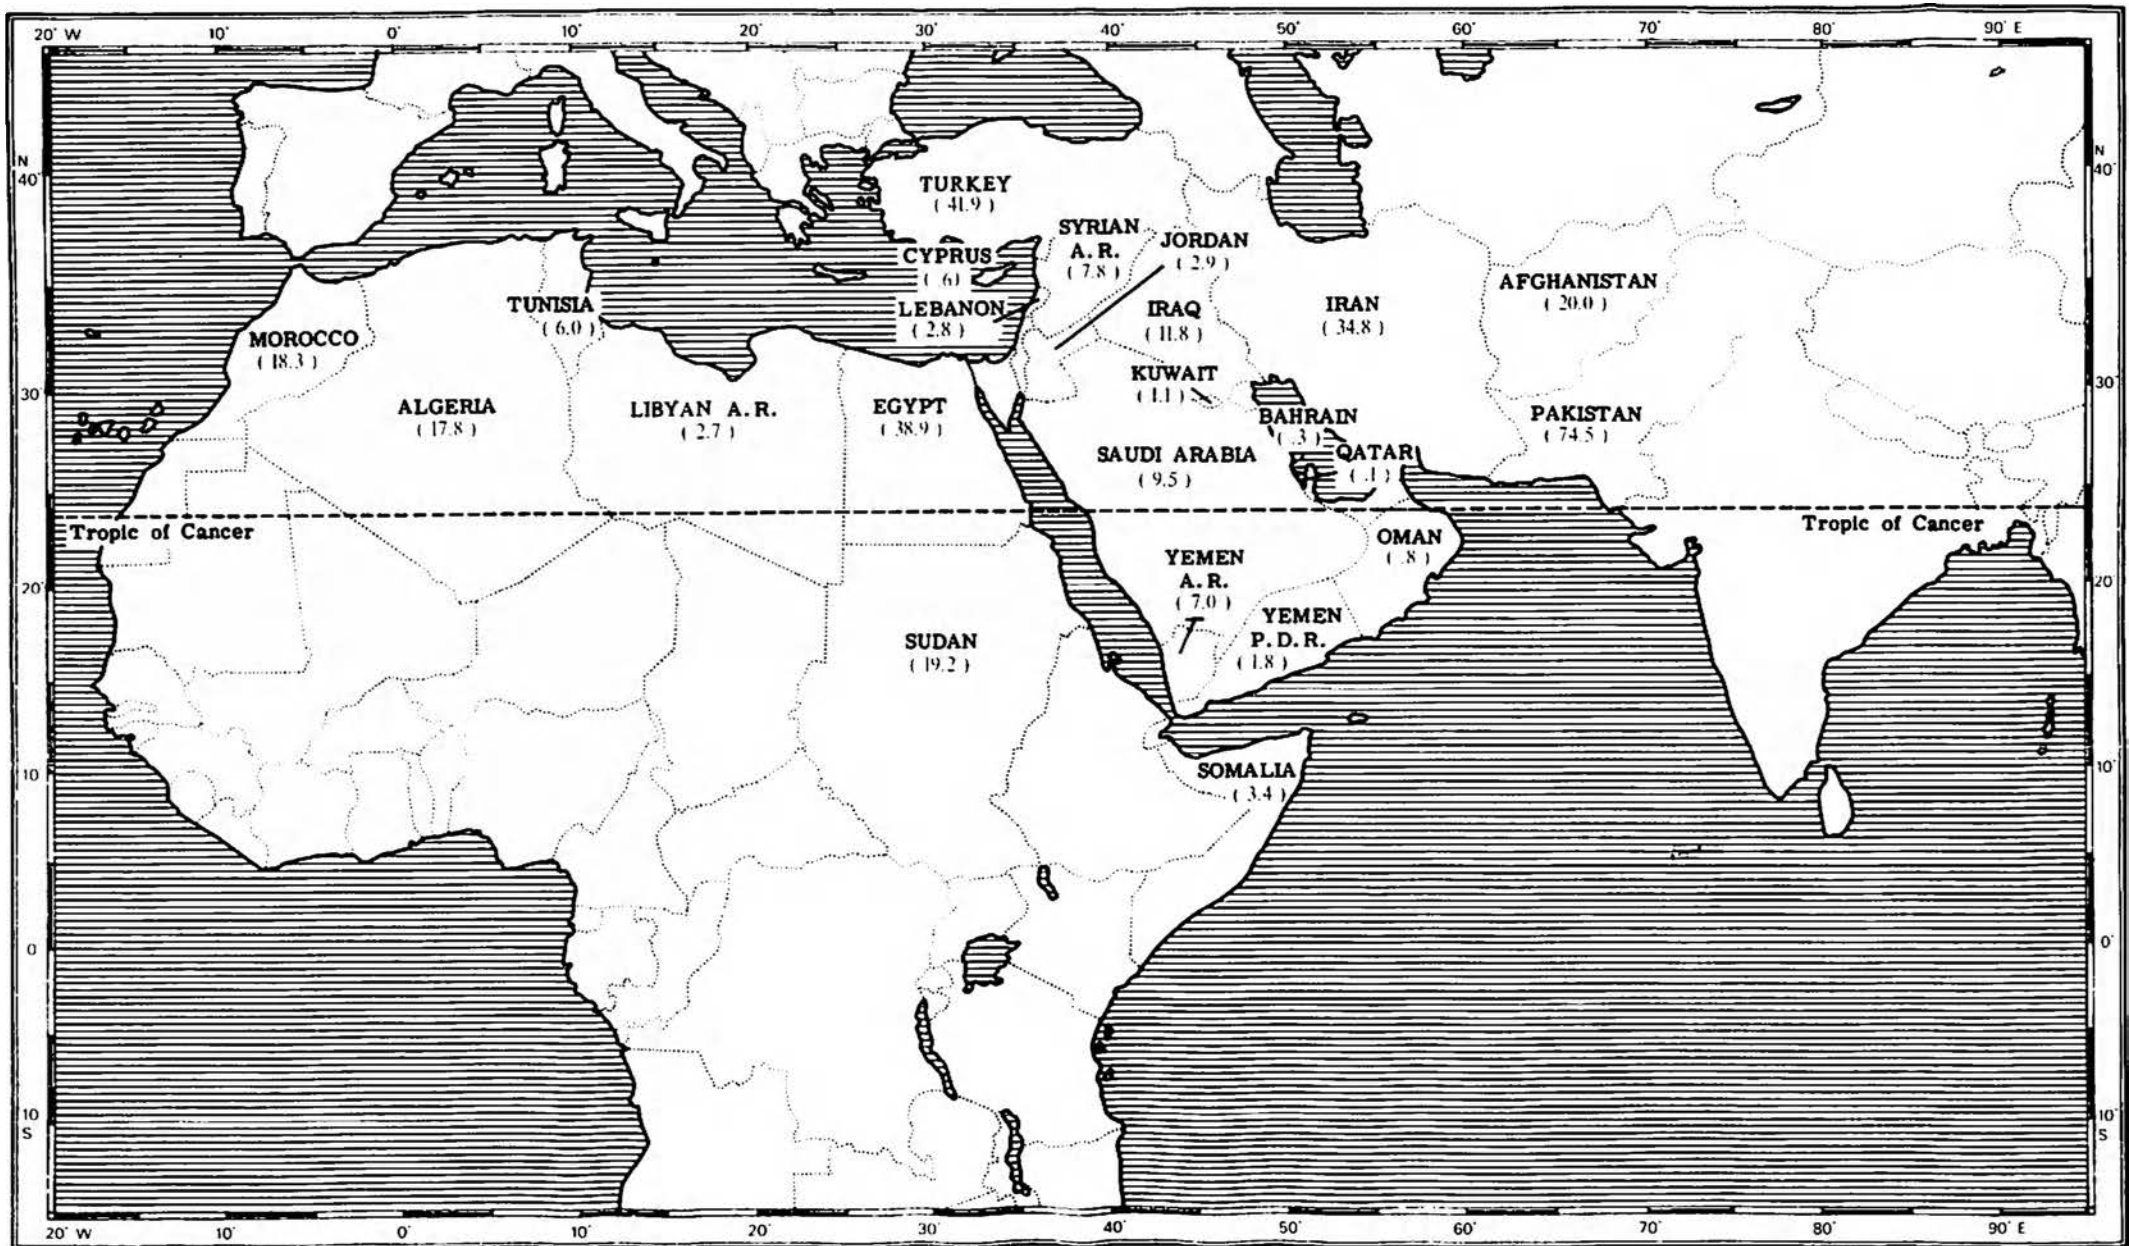 20° W 10° 0° 10° 20° 30° 40° 50° 60° 70° 80° 90° E
N
40°
N
40°
TURKEY
( 41.9 )
SYRIAN
A. R.
( 7.8 )
JORDAN
( 2.9 )
CYPRUS
( .6)
LEBANON
( 2.8 )
TUNISIA
( 6.0 )
MOROCCO
( 18.3 )
IRAQ
( 11.8 )
IRAN
( 34.8 )
AFGHANISTAN
( 20.0 )
KUWAIT
( 1.1 )
30°
30°
ALGERIA
( 17.8 )
LIBYAN A. R.
( 2.7 )
EGYPT
( 38.9 )
BAHRAIN
( .3 )
PAKISTAN
( 74.5 )
SAUDI ARABIA
( 9.5 )
QATAR
( .1 )
Tropic of Cancer
Tropic of Cancer
OMAN
( .8 )
YEMEN
A. R.
( 7.0 )
20°
20°
YEMEN
P. D. R.
( 1.8 )
SUDAN
( 19.2 )
10°
10°
SOMALIA
( 3.4 )
0°
0°
10°
S
10°
S
20° W 10° 0° 10° 20° 30° 40° 50° 60° 70° 80° 90° E